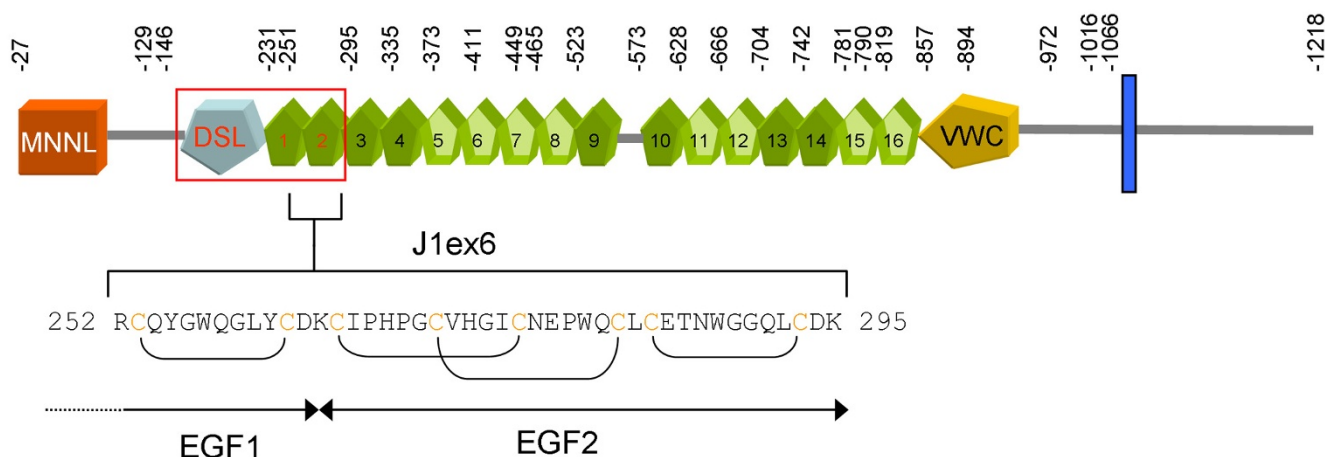 -27 -129 -146 -231 -251 -295 -335 -373 -411 -449 -465 -523 -573 -628 -666 -704 -742 -781 -790 -819 -857 -894 -972 -1016 -1066 -1218
MNNL DSL 1 2 3 4 5 6 7 8 9 10 11 12 13 14 15 16 VWC
J1ex6
252 RCQYGWQGLYCDKCIPHPGCVHGICNEPWQCLCETNWGGQLCDK 295
EGF1 EGF2